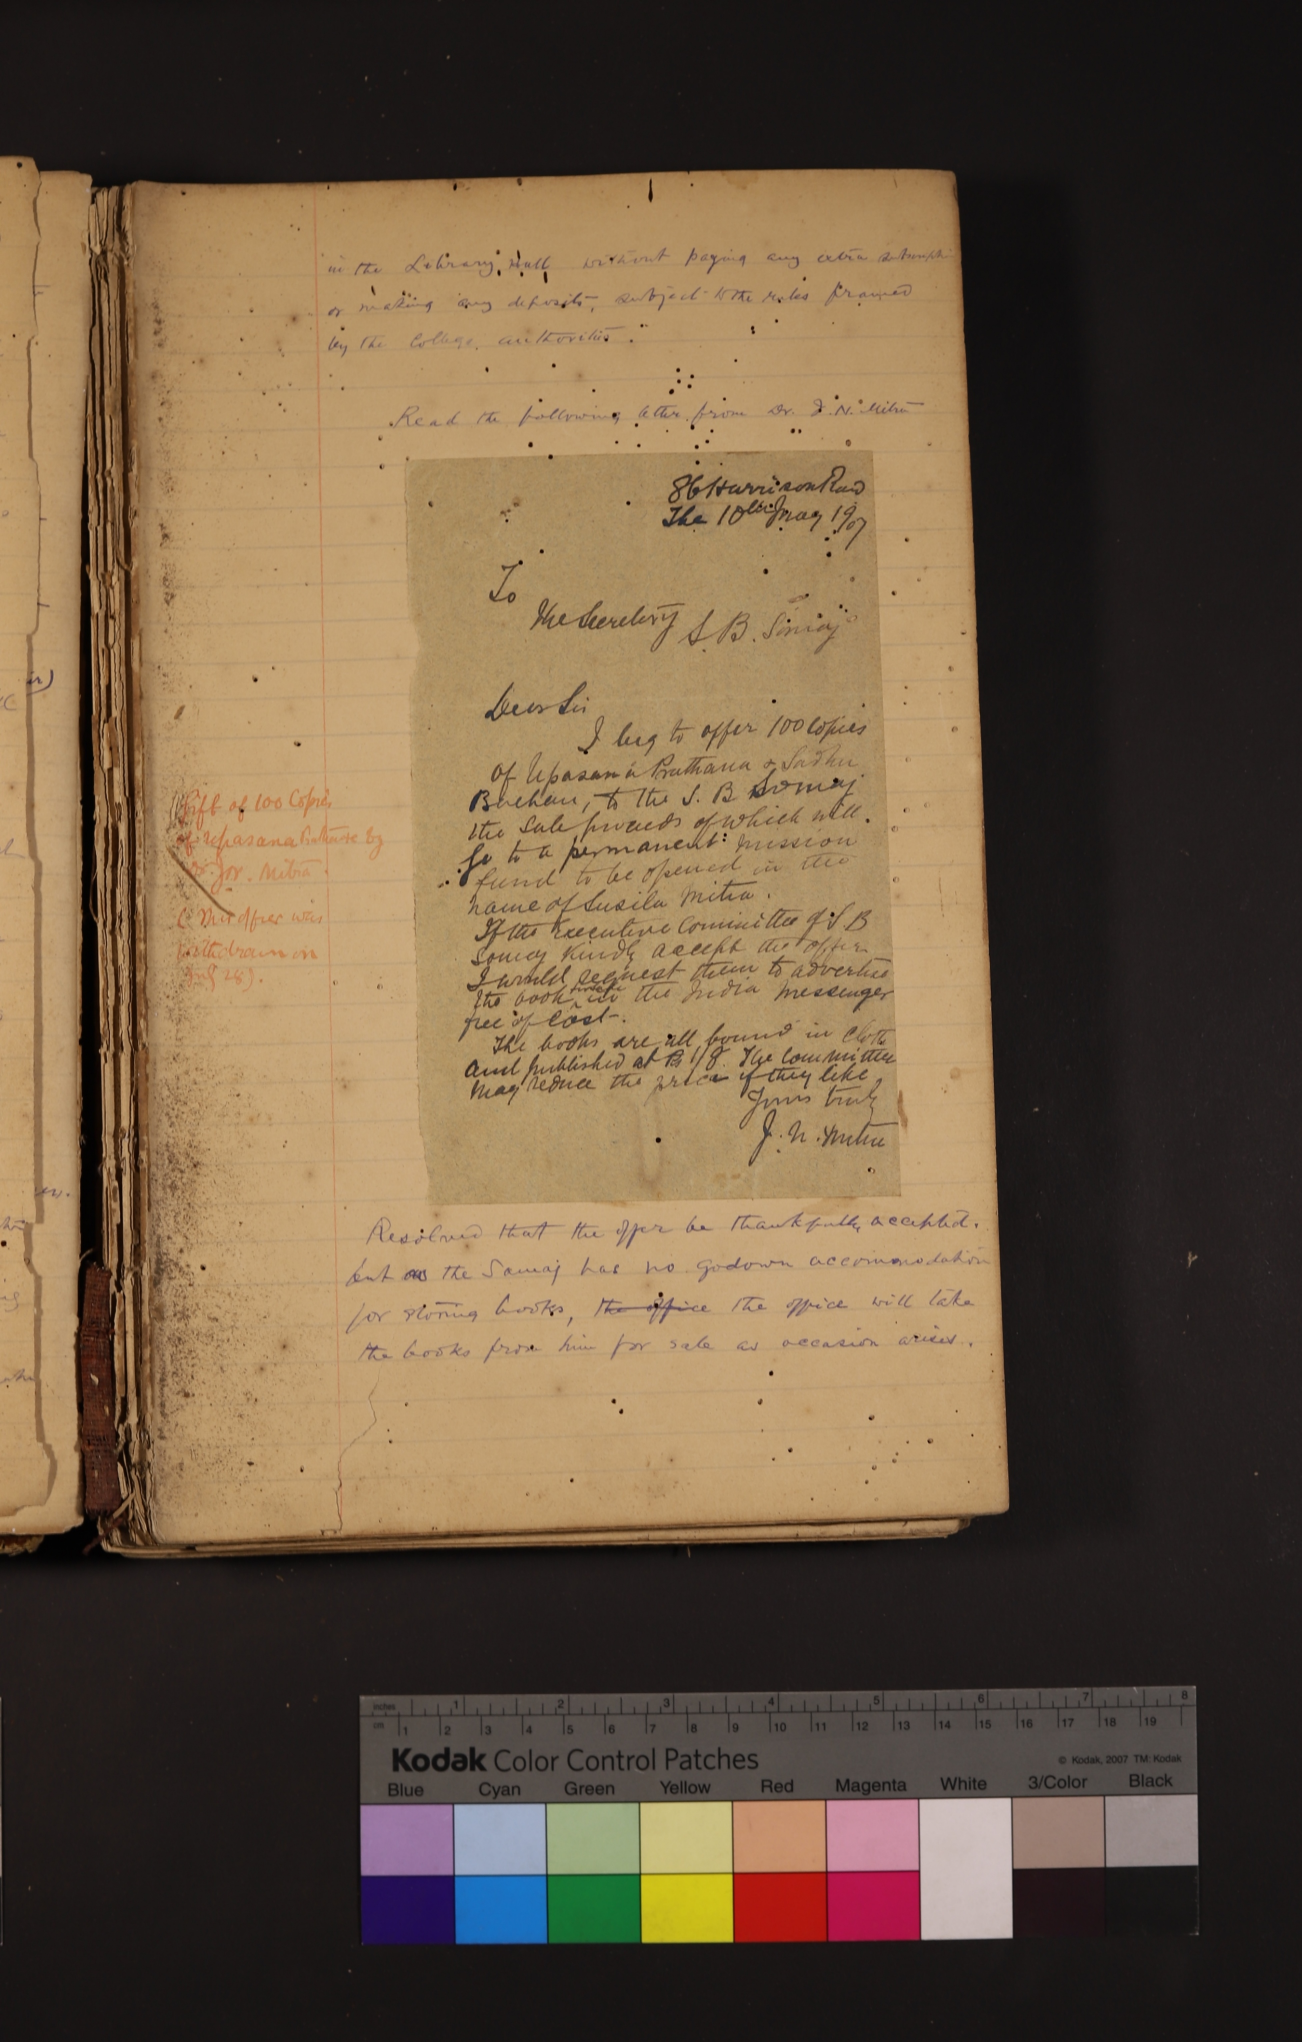 in the Library Hall without paying any extra subscription
or making any deposits, subject to the rules framed
by the College authorities.
Read the following letter from Dr. J. N. Mitra
86 Harrison Road
The 10th May 1907
To
The Secretary S. B. Somaj
Dear Sir
I beg to offer 100 copies
of Upasana Prathana & Sadhu
Bachan, to the S. B Somaj
the sale proceeds of which will
go to a permanent mission
fund to be opened in the
name of Susila Mitra.
If the Executive Committee of S B
Somaj Kindly accept the offer
I would request them to advertise
the book in the India Messenger
free of Cost.
The books are all bound in Cloth
and published at Rs 1/8. The Committee
may reduce the price if they like
Yours truly
J. N. Mitra
Gift of 100 Copies
of Upasana Prathana by
Dr. Jn. Mitra.
(This offer was
withdrawn on
July 28).
Resolved that the offer be thankfully accepted.
but as the Samaj has no godown accommodation
for storing books, the office the office will take
the books from him for sale as occasion arises.
inches 1 2 3 4 5 6 7 8
cm 1 2 3 4 5 6 7 8 9 10 11 12 13 14 15 16 17 18 19
Kodak Color Control Patches
© Kodak, 2007 TM: Kodak
Blue Cyan Green Yellow Red Magenta White 3/Color Black